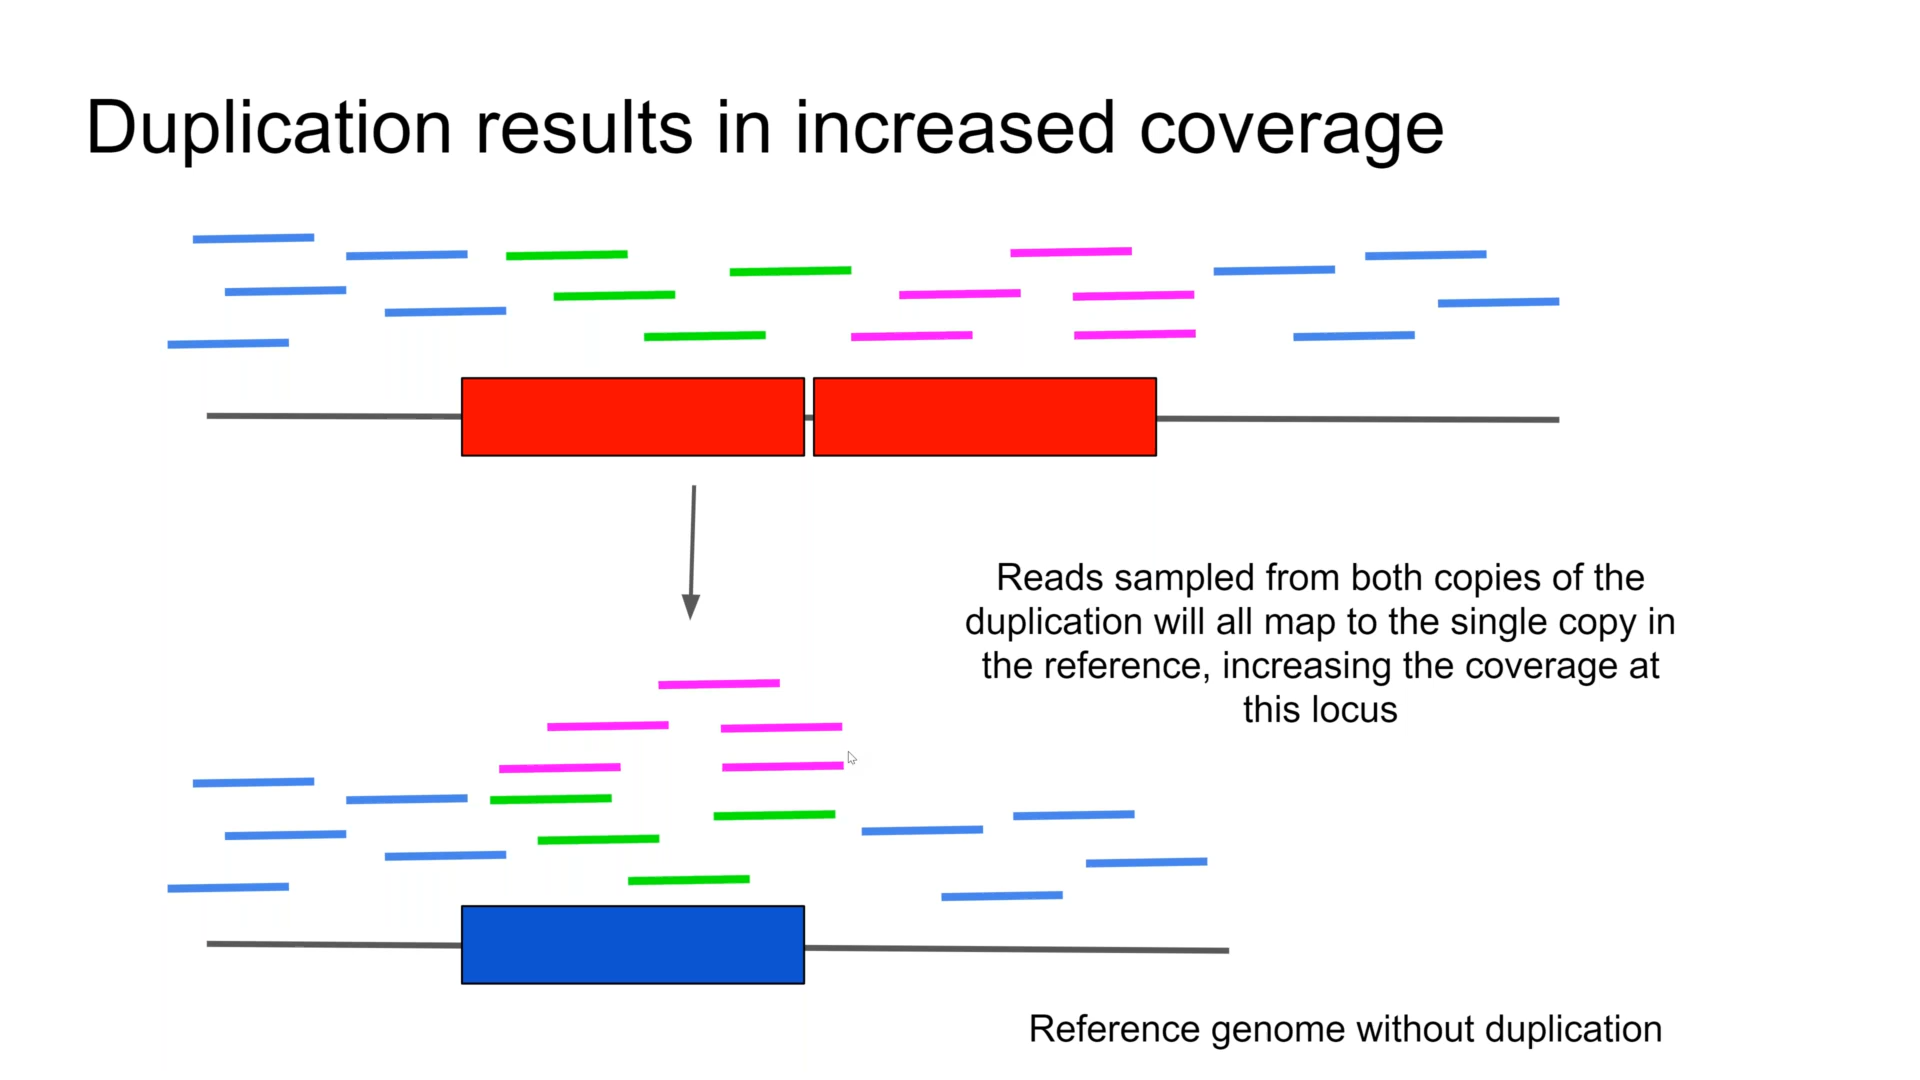 Duplication results in increased coverage
Reads sampled from both copies of the
duplication will all map to the single copy in
the reference, increasing the coverage at
this locus
Reference genome without duplication